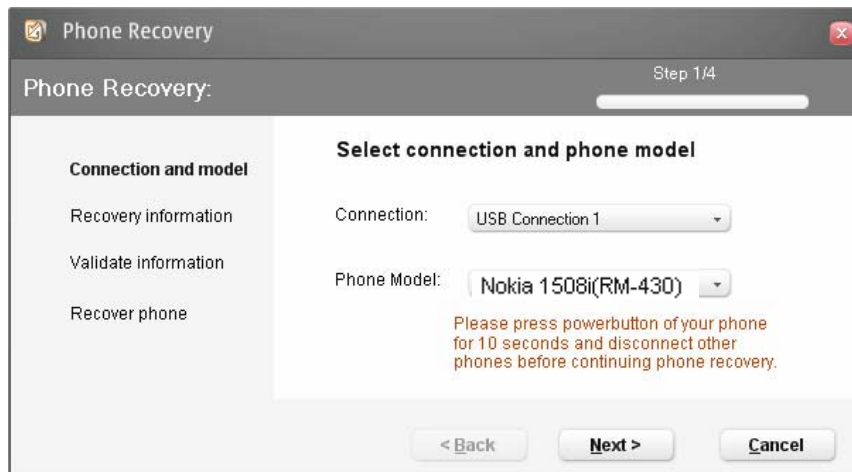 Phone Recovery
Phone Recovery:
Step 1/4
Connection and model
Recovery information
Validate information
Recover phone
Select connection and phone model
Connection:
USB Connection 1
Phone Model:
Nokia 1508i(RM-430)
Please press powerbutton of your phone
for 10 seconds and disconnect other
phones before continuing phone recovery.
< Back
Next >
Cancel